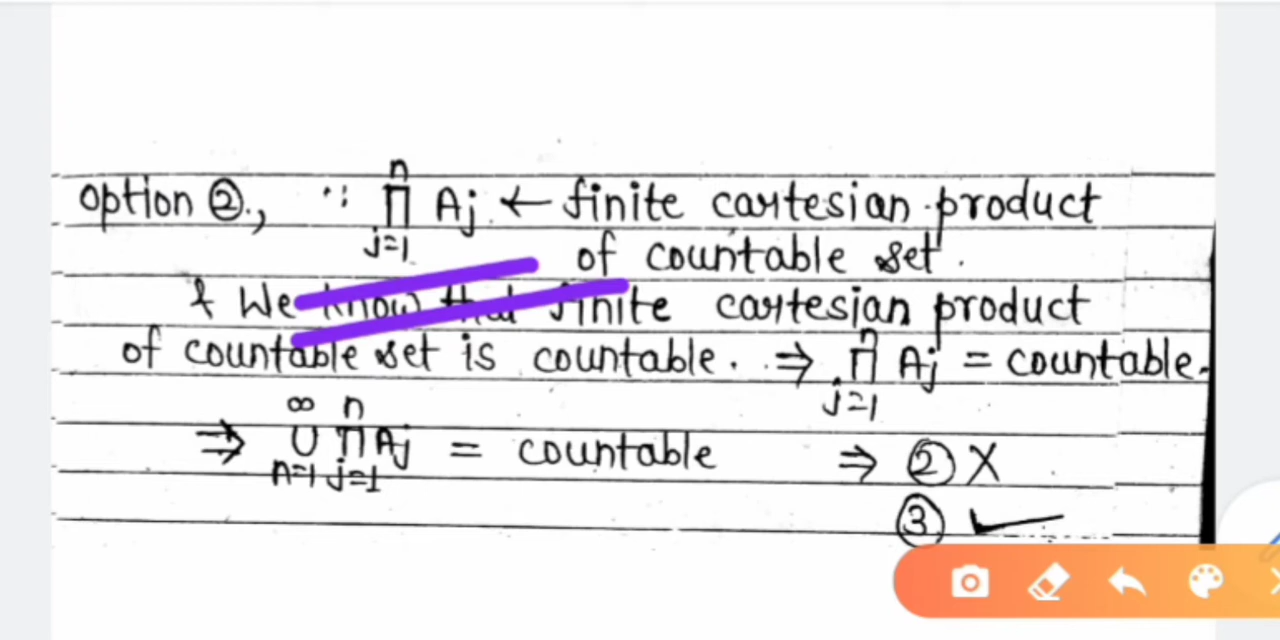 option ②., ∵ n∏j=1 Aj ← finite cartesian product
of countable set.
& We know that finite cartesian product
of countable set is countable. ⇒ n∏j=1 Aj = countable.
⇒ ∞∪n=1 n∏j=1 Aj = countable ⇒ ② X
③ ✓